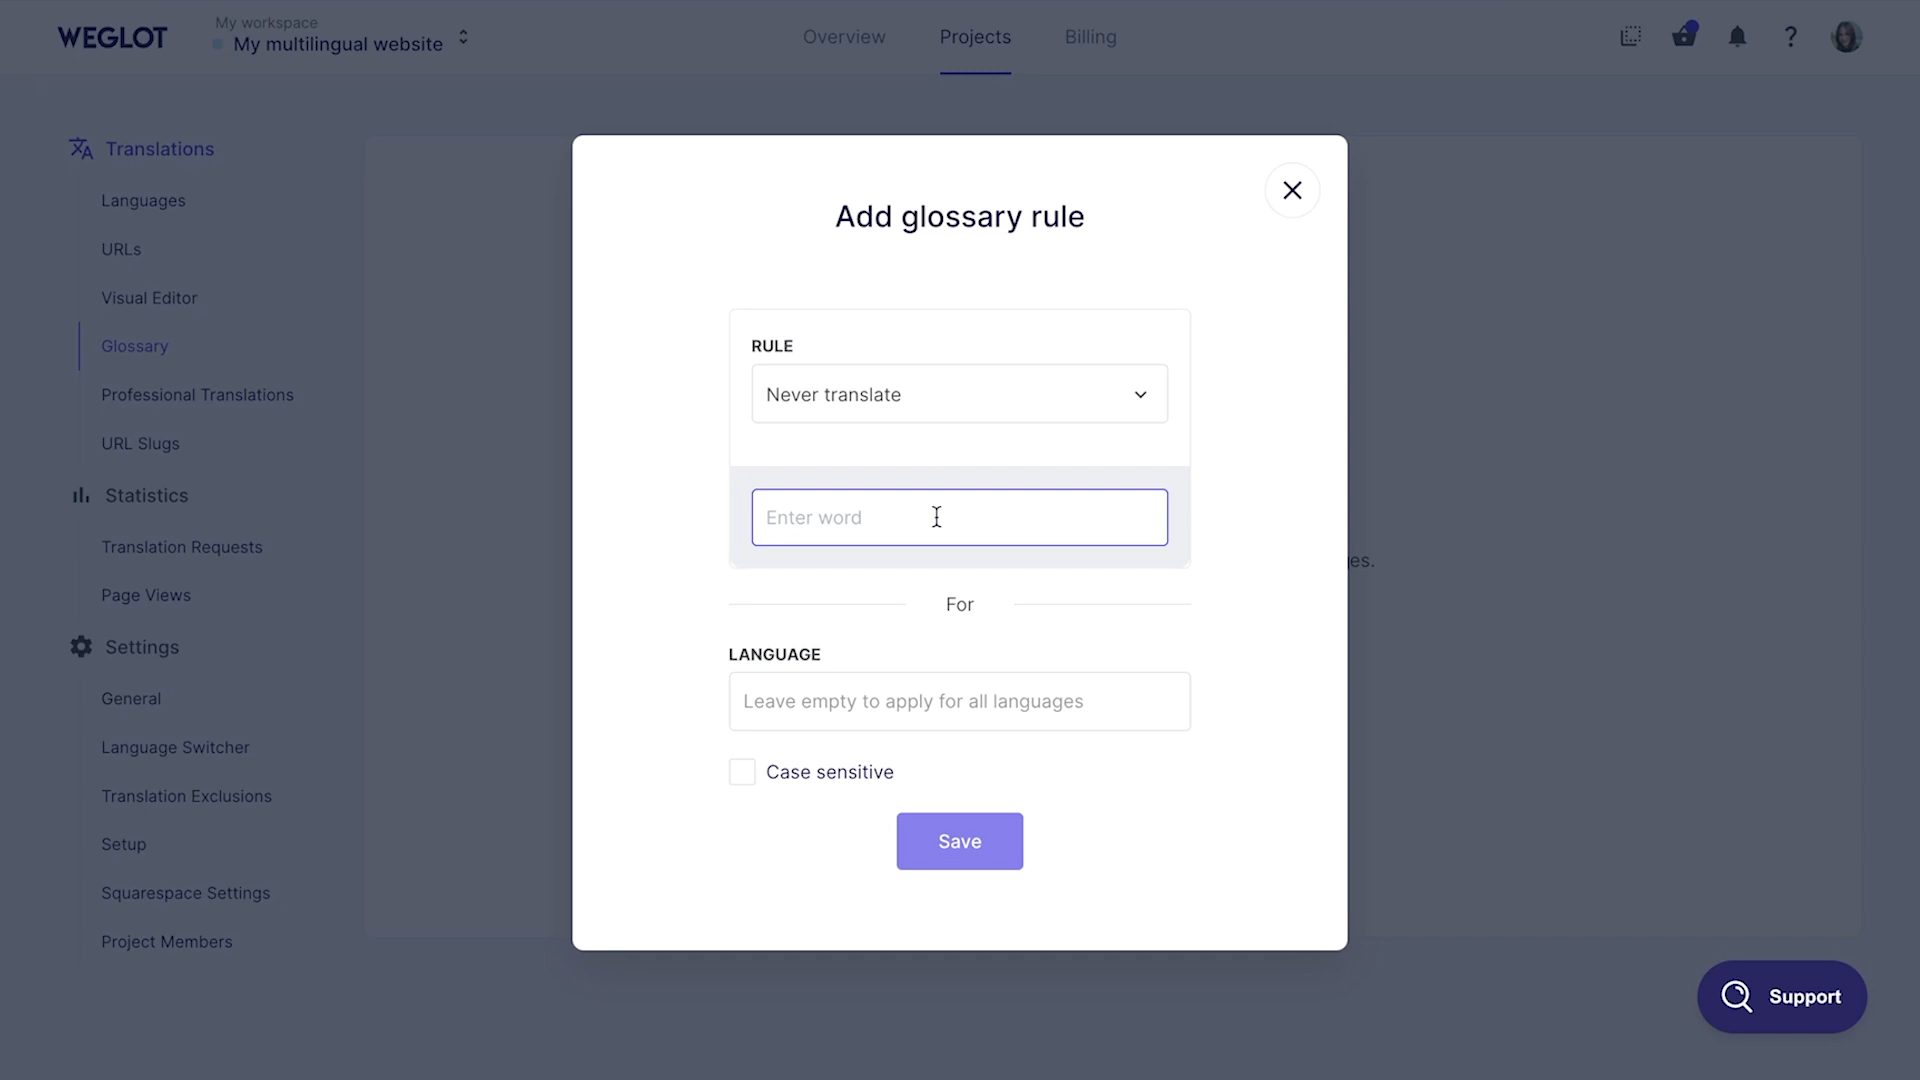 WEGLOT
My workspace
My multilingual website
Overview
Projects
Billing
?
Translations
Languages
URLs
Visual Editor
Glossary
Professional Translations
URL Slugs
Statistics
Translation Requests
Page Views
Settings
General
Language Switcher
Translation Exclusions
Setup
Squarespace Settings
Project Members
Add glossary rule
RULE
Never translate
Enter word
For
LANGUAGE
Leave empty to apply for all languages
Case sensitive
Save
Support